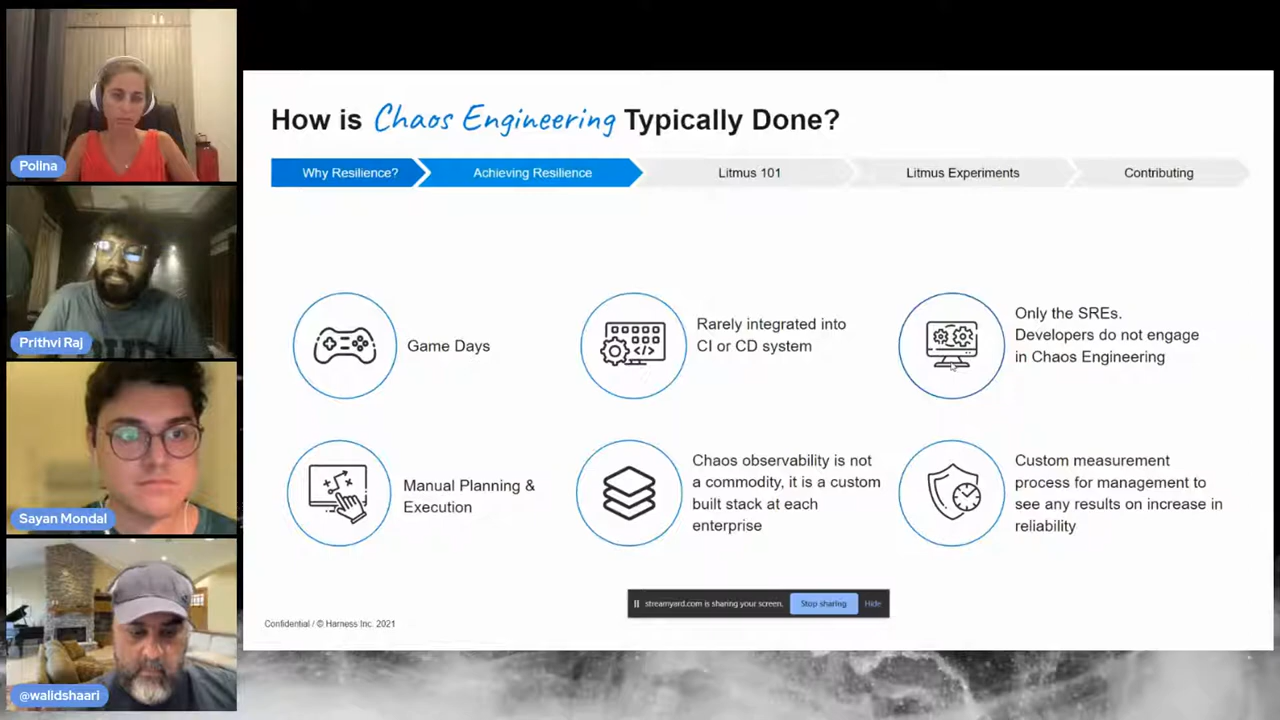 Polina
Prithvi Raj
Sayan Mondal
@walidshaari
How is Chaos Engineering Typically Done?
Why Resilience?
Achieving Resilience
Litmus 101
Litmus Experiments
Contributing
Game Days
Rarely integrated into
CI or CD system
Only the SREs.
Developers do not engage
in Chaos Engineering
Manual Planning &
Execution
Chaos observability is not
a commodity, it is a custom
built stack at each
enterprise
Custom measurement
process for management to
see any results on increase in
reliability
streamyard.com is sharing your screen.
Stop sharing
Hide
Confidential / © Harness Inc. 2021